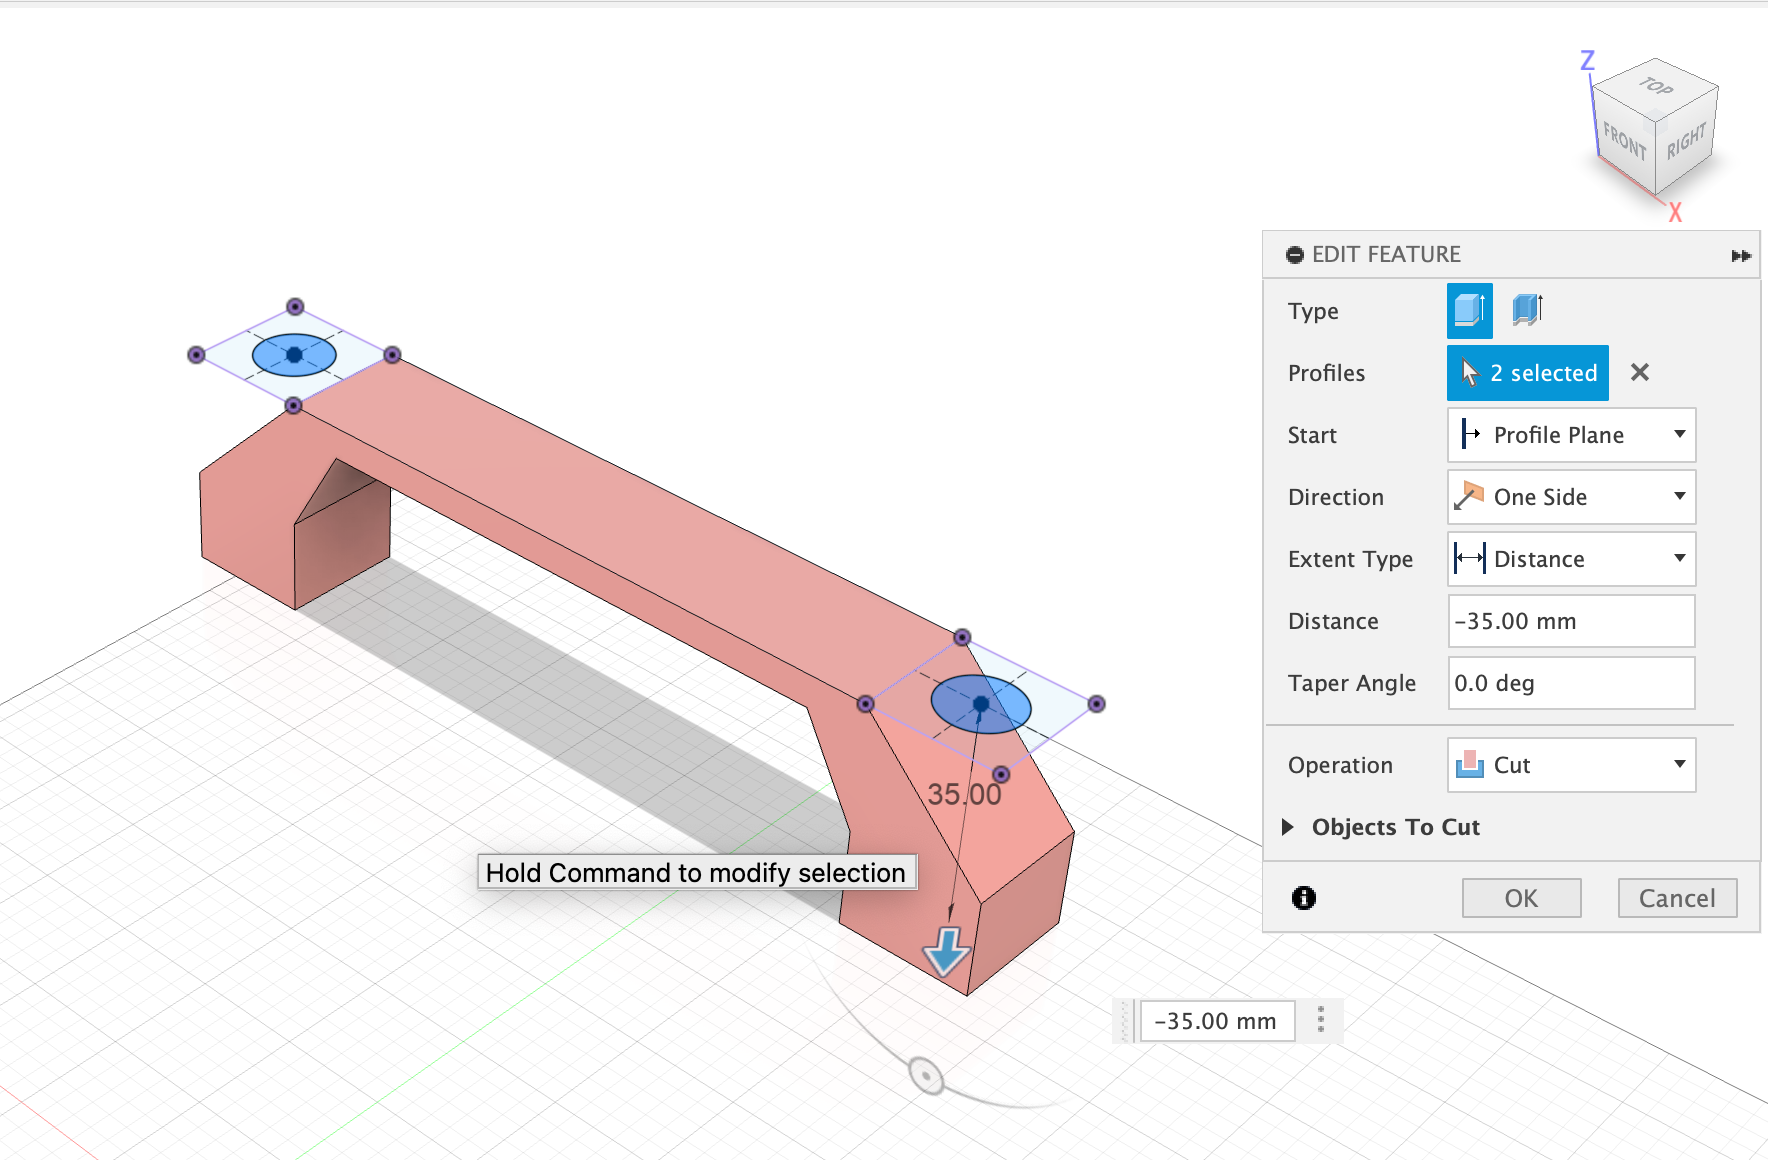 Z
TOP
FRONT
RIGHT
X
EDIT FEATURE
Type
Profiles
2 selected
Start
Profile Plane
Direction
One Side
Extent Type
Distance
Distance
-35.00 mm
Taper Angle
0.0 deg
Operation
Cut
Objects To Cut
OK
Cancel
35.00
Hold Command to modify selection
-35.00 mm